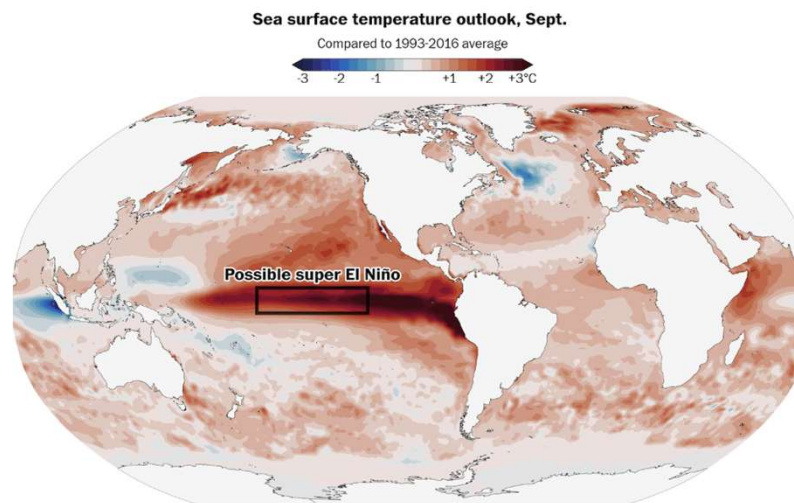 Sea surface temperature outlook, Sept.
Compared to 1993-2016 average
-3 -2 -1 +1 +2 +3°C
Possible super El Niño